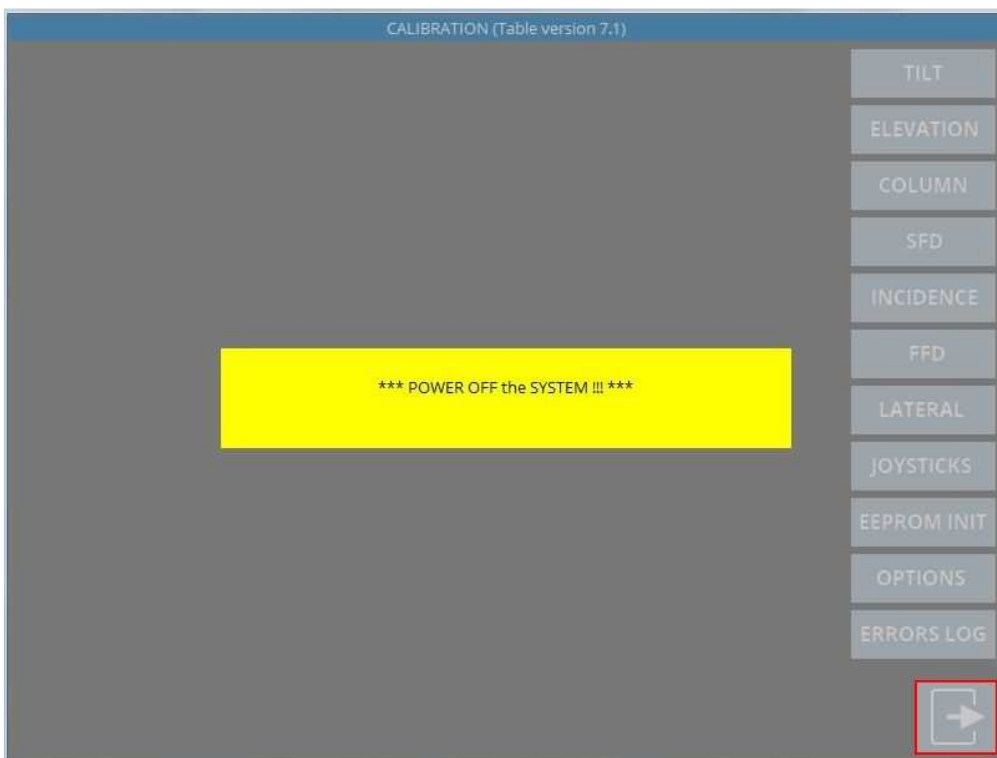 CALIBRATION (Table version 7.1)
TILT
ELEVATION
COLUMN
SFD
INCIDENCE
FFD
*** POWER OFF the SYSTEM !!! ***
LATERAL
JOYSTICKS
EEPROM INIT
OPTIONS
ERRORS LOG